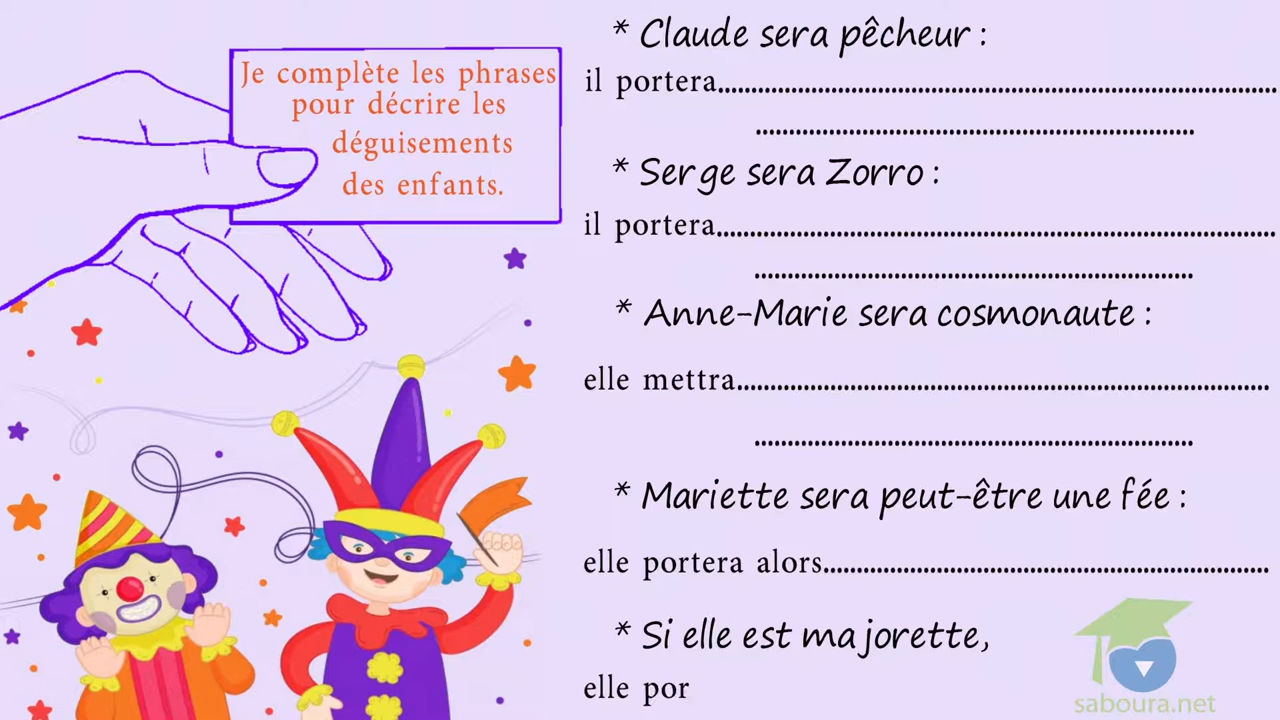 Je complète les phrases
pour décrire les
déguisements
des enfants.
* Claude sera pêcheur :
il portera................................................................................
................................................................
* Serge sera Zorro :
il portera................................................................................
................................................................
* Anne-Marie sera cosmonaute :
elle mettra................................................................................
................................................................
* Mariette sera peut-être une fée :
elle portera alors................................................................
* Si elle est majorette,
elle por
saboura.net